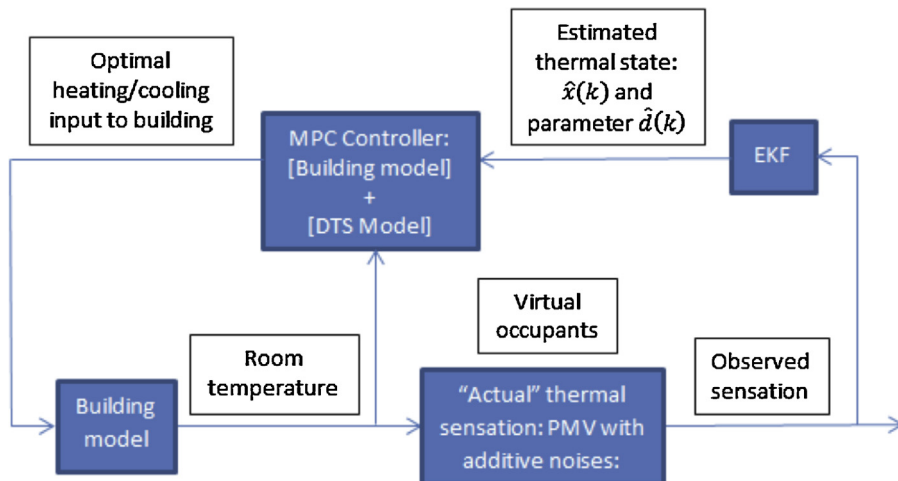 Optimal
heating/cooling
input to building
MPC Controller:
[Building model]
+
[DTS Model]
Estimated
thermal state:
x̂(k) and
parameter d̂(k)
EKF
Virtual
occupants
Room
temperature
Observed
sensation
Building
model
“Actual” thermal
sensation: PMV with
additive noises: